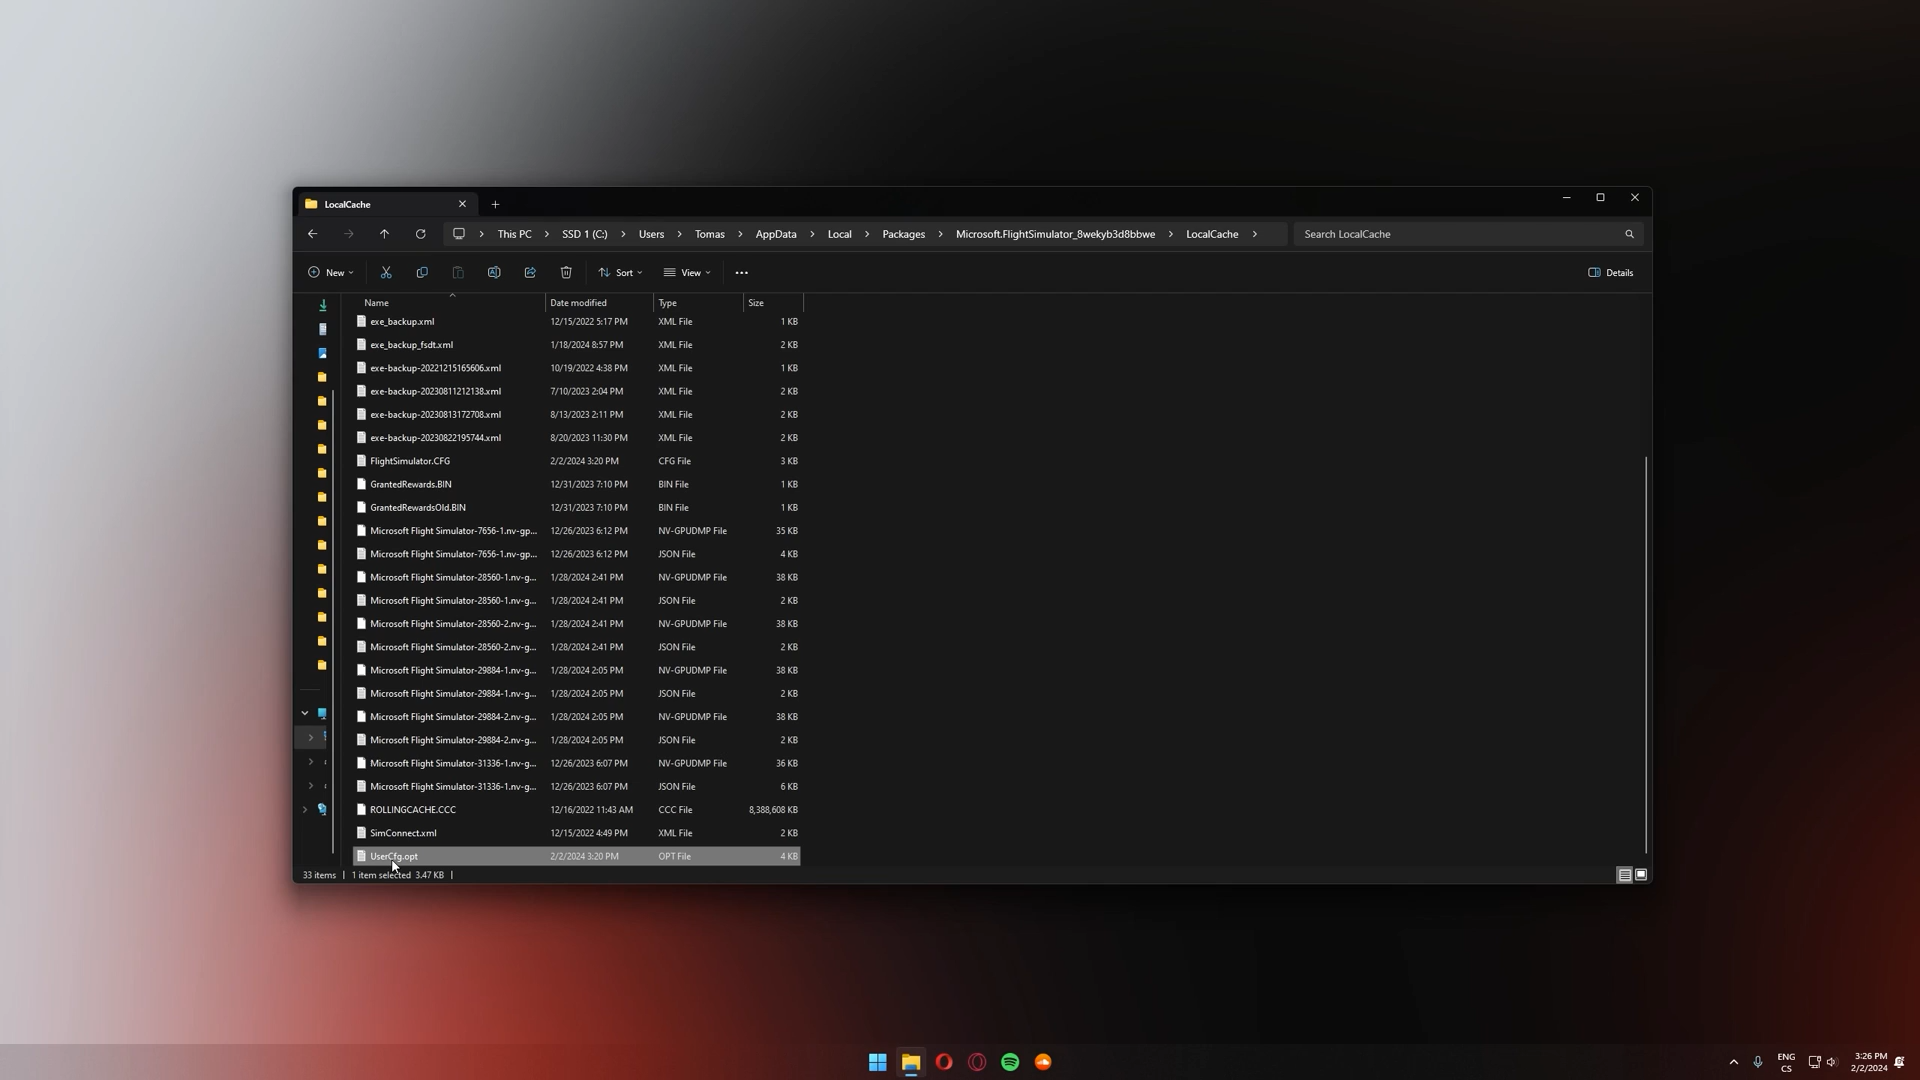 LocalCache
This PC > SSD 1 (C:) > Users > Tomas > AppData > Local > Packages > Microsoft.FlightSimulator_8wekyb3d8bbwe > LocalCache >
Search LocalCache
New
Sort
View
Details
Name Date modified Type Size
exe_backup.xml 12/15/2022 5:17 PM XML File 1 KB
exe_backup_fsdt.xml 1/18/2024 8:57 PM XML File 2 KB
exe-backup-20221215165606.xml 10/19/2022 4:38 PM XML File 1 KB
exe-backup-20230811212138.xml 7/10/2023 2:04 PM XML File 2 KB
exe-backup-20230813172708.xml 8/13/2023 2:11 PM XML File 2 KB
exe-backup-20230822195744.xml 8/20/2023 11:30 PM XML File 2 KB
FlightSimulator.CFG 2/2/2024 3:20 PM CFG File 3 KB
GrantedRewards.BIN 12/31/2023 7:10 PM BIN File 1 KB
GrantedRewardsOld.BIN 12/31/2023 7:10 PM BIN File 1 KB
Microsoft Flight Simulator-7656-1.nv-gp... 12/26/2023 6:12 PM NV-GPUDMP File 35 KB
Microsoft Flight Simulator-7656-1.nv-gp... 12/26/2023 6:12 PM JSON File 4 KB
Microsoft Flight Simulator-28560-1.nv-g... 1/28/2024 2:41 PM NV-GPUDMP File 38 KB
Microsoft Flight Simulator-28560-1.nv-g... 1/28/2024 2:41 PM JSON File 2 KB
Microsoft Flight Simulator-28560-2.nv-g... 1/28/2024 2:41 PM NV-GPUDMP File 38 KB
Microsoft Flight Simulator-28560-2.nv-g... 1/28/2024 2:41 PM JSON File 2 KB
Microsoft Flight Simulator-29884-1.nv-g... 1/28/2024 2:05 PM NV-GPUDMP File 38 KB
Microsoft Flight Simulator-29884-1.nv-g... 1/28/2024 2:05 PM JSON File 2 KB
Microsoft Flight Simulator-29884-2.nv-g... 1/28/2024 2:05 PM NV-GPUDMP File 38 KB
Microsoft Flight Simulator-29884-2.nv-g... 1/28/2024 2:05 PM JSON File 2 KB
Microsoft Flight Simulator-31336-1.nv-g... 12/26/2023 6:07 PM NV-GPUDMP File 36 KB
Microsoft Flight Simulator-31336-1.nv-g... 12/26/2023 6:07 PM JSON File 6 KB
ROLLINGCACHE.CCC 12/16/2022 11:43 AM CCC File 8,388,608 KB
SimConnect.xml 12/15/2022 4:49 PM XML File 2 KB
UserCfg.opt 2/2/2024 3:20 PM OPT File 4 KB
33 items | 1 item selected 3.47 KB |
ENG
CS
3:26 PM
2/2/2024